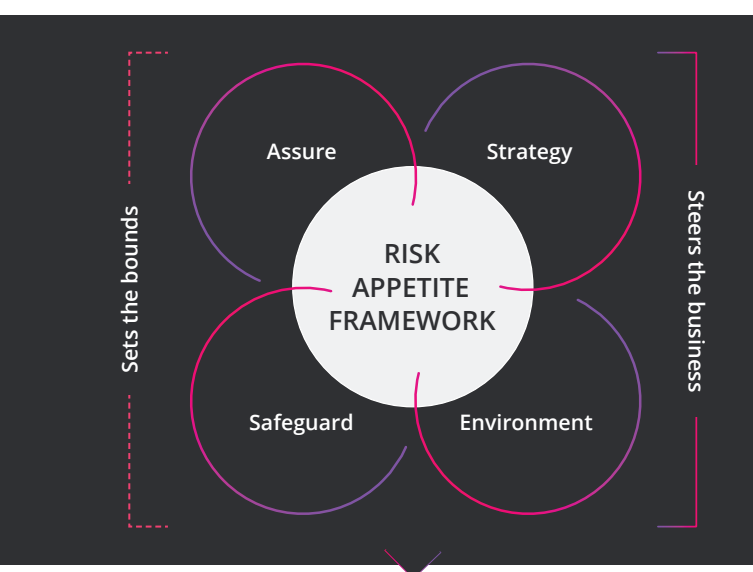 Assure
Strategy
Sets the bounds
RISK
APPETITE
FRAMEWORK
Steers the business
Safeguard
Environment